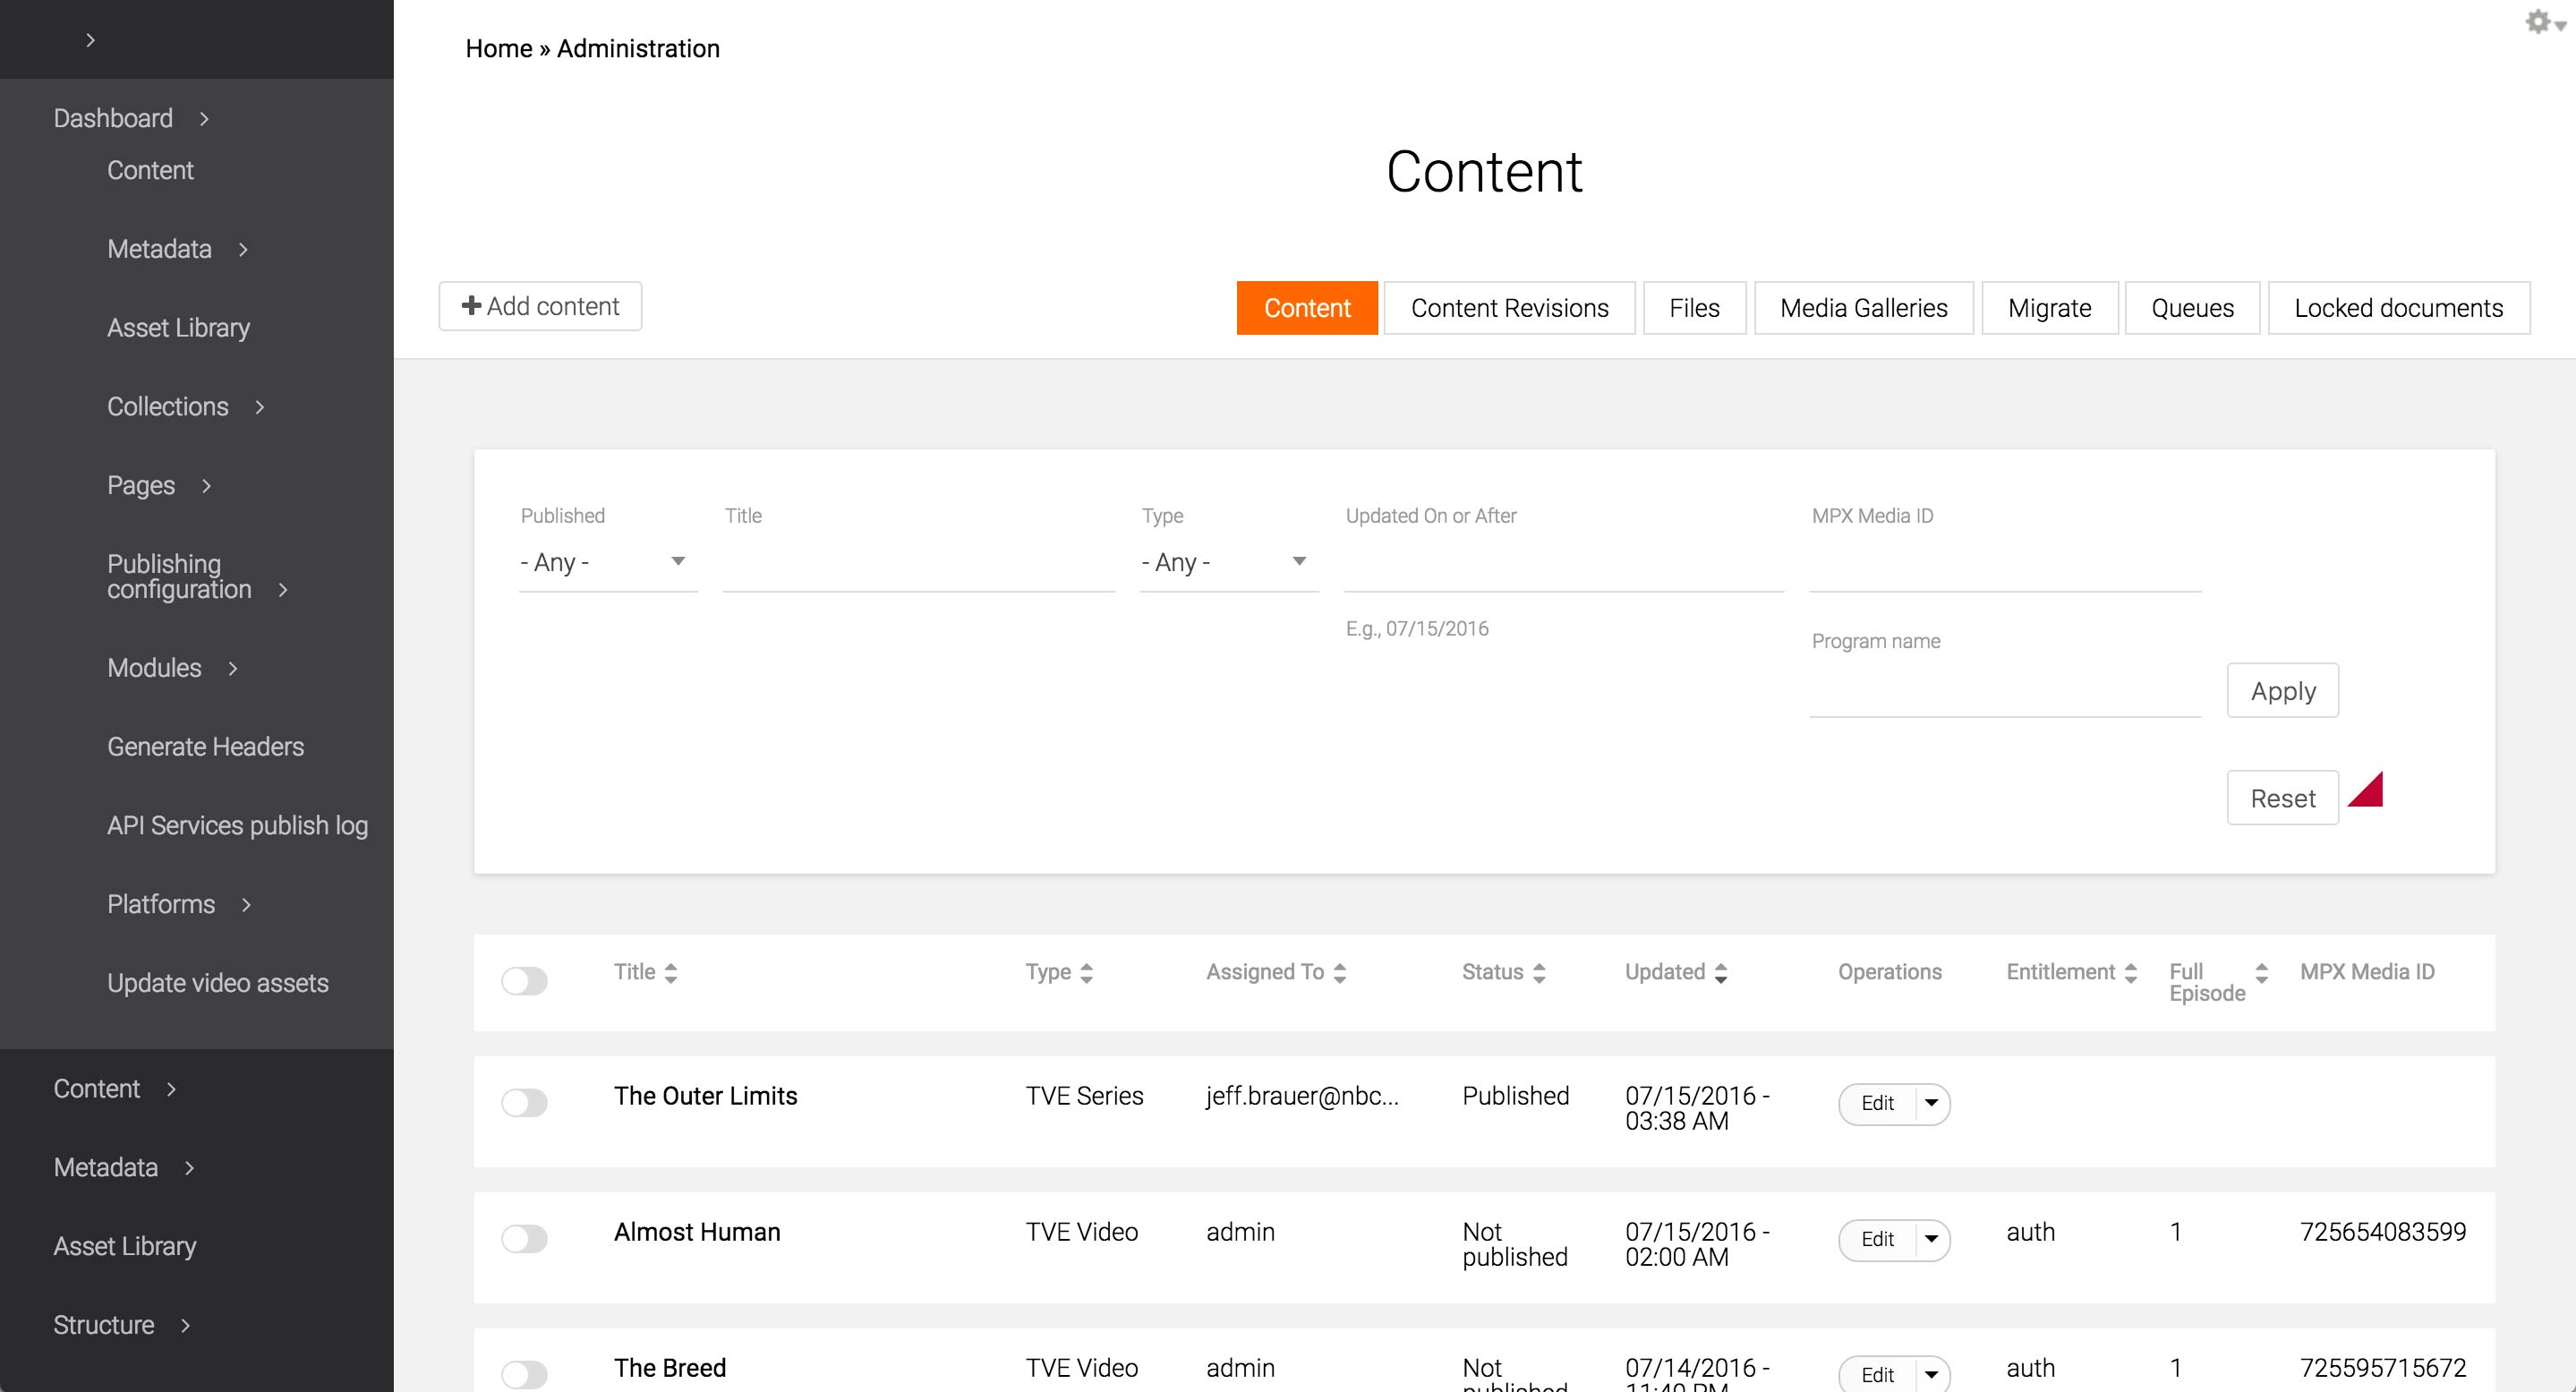 Home » Administration
Dashboard
Content
Metadata
Asset Library
Collections
Pages
Publishing
configuration
Modules
Generate Headers
API Services publish log
Platforms
Update video assets
Content
Metadata
Asset Library
Structure
Content
Add content
Content Content Revisions Files Media Galleries Migrate Queues Locked documents
Published Title Type Updated On or After MPX Media ID
- Any - - Any -
E.g., 07/15/2016
Program name
Apply
Reset
Title Type Assigned To Status Updated Operations Entitlement Full MPX Media ID
Episode
The Outer Limits TVE Series jeff.brauer@nbc... Published 07/15/2016 - Edit
03:38 AM
Almost Human TVE Video admin Not 07/15/2016 - Edit auth 1 725654083599
published 02:00 AM
The Breed TVE Video admin Not 07/14/2016 - Edit auth 1 725595715672